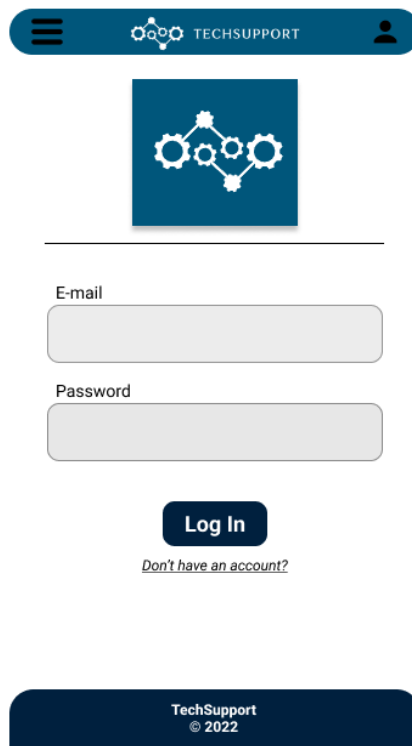 TECHSUPPORT
E-mail
Password
Log In
Don't have an account?
TechSupport
© 2022